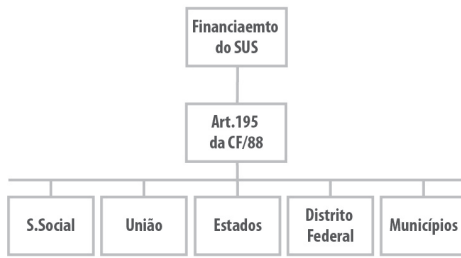 Financiaemto
do SUS
Art.195
da CF/88
S.Social
União
Estados
Distrito
Federal
Municípios